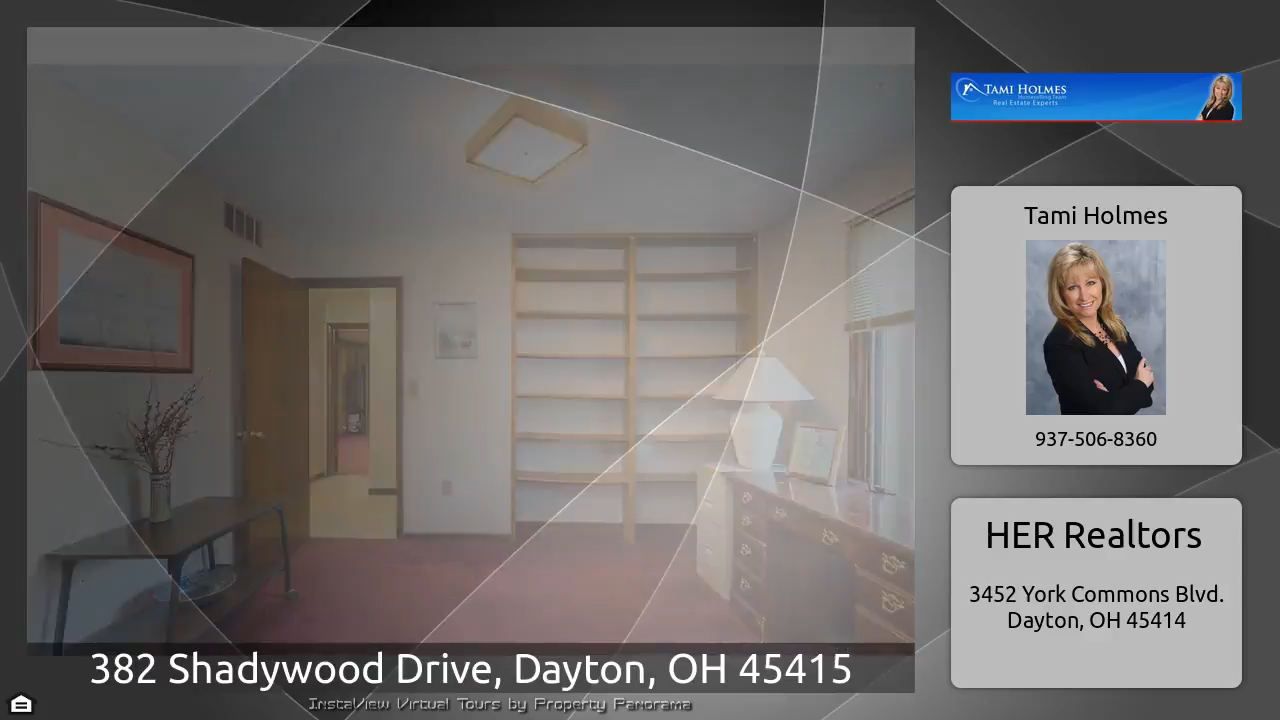 TAMI HOLMES
Real Estate Experts
Tami Holmes
937-506-8360
HER Realtors
3452 York Commons Blvd.
Dayton, OH 45414
382 Shadywood Drive, Dayton, OH 45415
InstaView Virtual Tours by Property Panorama